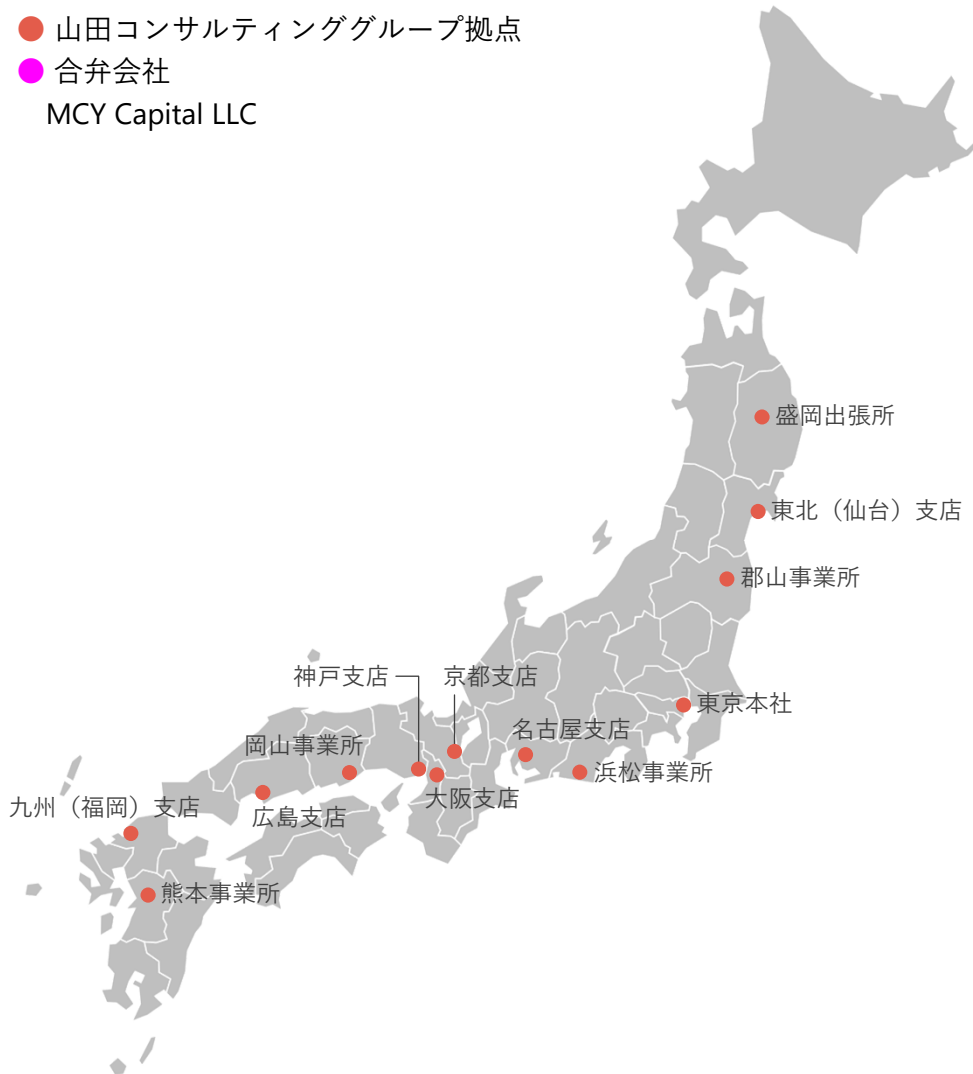 山田コンサルティンググループ拠点
合弁会社
MCY Capital LLC
盛岡出張所
東北（仙台）支店
郡山事業所
神戸支店
京都支店
東京本社
名古屋支店
岡山事業所
浜松事業所
大阪支店
九州（福岡）支店
広島支店
熊本事業所